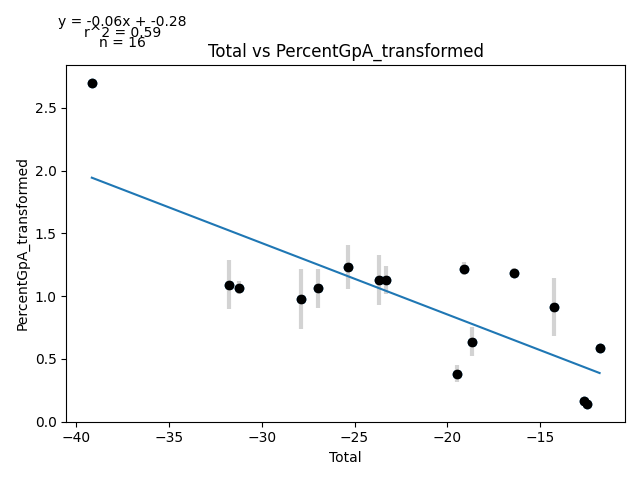 y = -0.06x + -0.28
r^2 = 0.59
n = 16
Total vs PercentGpA_transformed
PercentGpA_transformed
2.5
2.0
1.5
1.0
0.5
0.0
−40
−35
−30
−25
−20
−15
Total